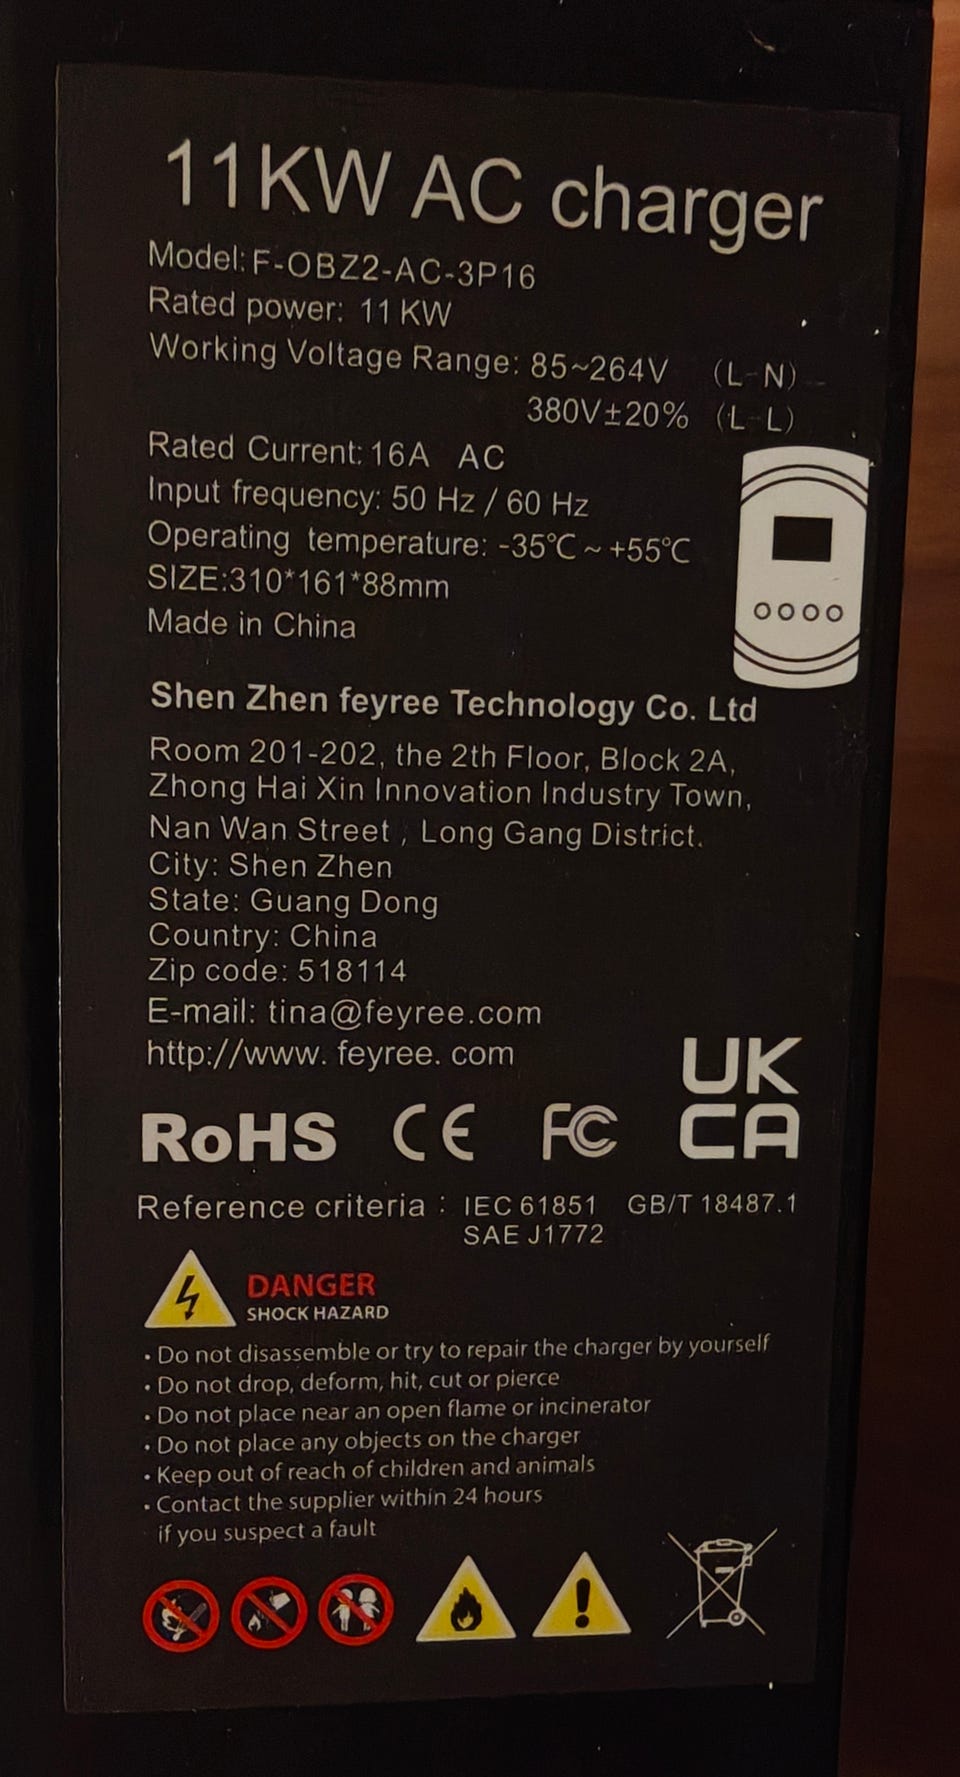 11KW AC charger
Model: F-OBZ2-AC-3P16
Rated power: 11 KW
Working Voltage Range: 85~264V (L-N)
380V±20% (L-L)
Rated Current: 16A AC
Input frequency: 50 Hz / 60 Hz
Operating temperature: -35℃ ~ +55℃
SIZE:310*161*88mm
Made in China
Shen Zhen feyree Technology Co. Ltd
Room 201-202, the 2th Floor, Block 2A,
Zhong Hai Xin Innovation Industry Town,
Nan Wan Street , Long Gang District.
City: Shen Zhen
State: Guang Dong
Country: China
Zip code: 518114
E-mail: tina@feyree.com
http://www. feyree. com
RoHS CE FC UK
CA
Reference criteria : IEC 61851 GB/T 18487.1
SAE J1772
DANGER
SHOCK HAZARD
• Do not disassemble or try to repair the charger by yourself
• Do not drop, deform, hit, cut or pierce
• Do not place near an open flame or incinerator
• Do not place any objects on the charger
• Keep out of reach of children and animals
• Contact the supplier within 24 hours
if you suspect a fault